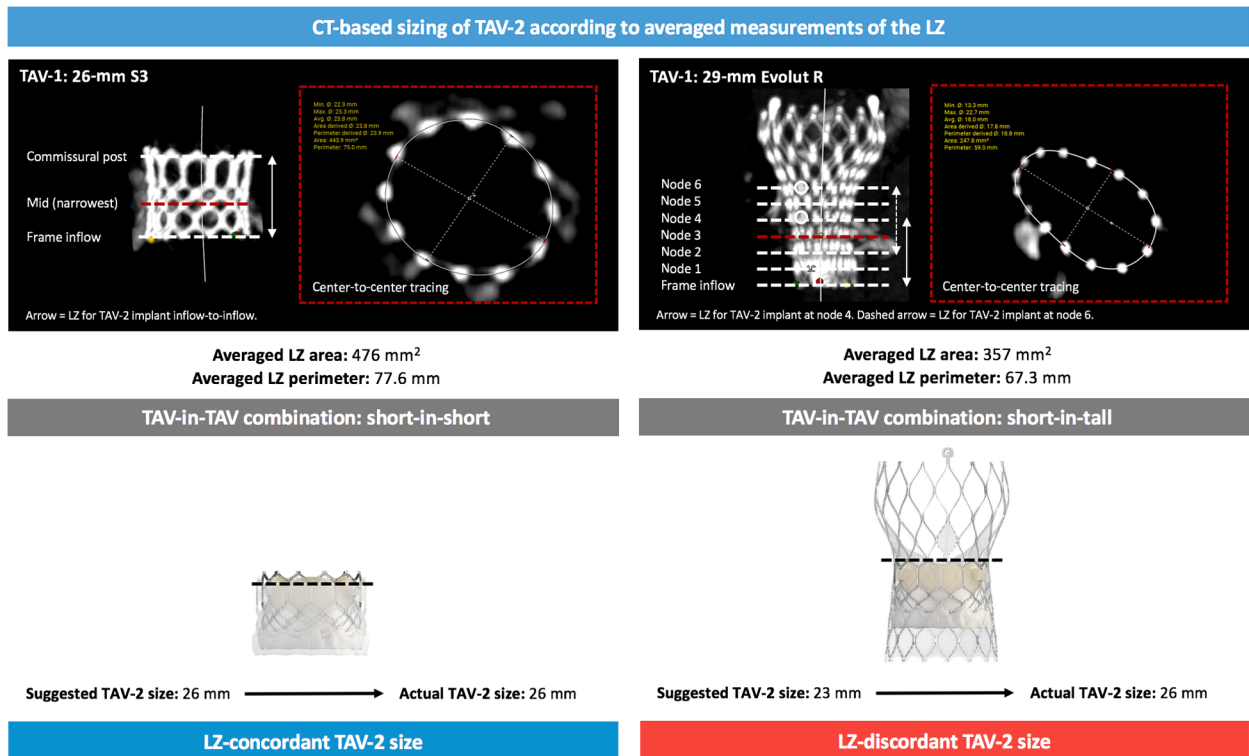 CT-based sizing of TAV-2 according to averaged measurements of the LZ
TAV-1: 26-mm S3
Min. Ø: 22.3 mm
Max. Ø: 25.3 mm
Avg. Ø: 23.8 mm
Area derived Ø: 23.8 mm
Perimeter derived Ø: 23.9 mm
Area: 443.9 mm²
Perimeter: 75.0 mm
Commissural post
Mid (narrowest)
Frame inflow
Center-to-center tracing
Arrow = LZ for TAV-2 implant inflow-to-inflow.
TAV-1: 29-mm Evolut R
Min. Ø: 13.3 mm
Max. Ø: 22.7 mm
Avg. Ø: 18.0 mm
Area derived Ø: 17.8 mm
Perimeter derived Ø: 18.8 mm
Area: 247.8 mm²
Perimeter: 59.0 mm
Node 6
Node 5
Node 4
Node 3
Node 2
Node 1
Frame inflow
Center-to-center tracing
Arrow = LZ for TAV-2 implant at node 4. Dashed arrow = LZ for TAV-2 implant at node 6.
Averaged LZ area: 476 mm²
Averaged LZ perimeter: 77.6 mm
Averaged LZ area: 357 mm²
Averaged LZ perimeter: 67.3 mm
TAV-in-TAV combination: short-in-short
TAV-in-TAV combination: short-in-tall
Suggested TAV-2 size: 26 mm
Actual TAV-2 size: 26 mm
Suggested TAV-2 size: 23 mm
Actual TAV-2 size: 26 mm
LZ-concordant TAV-2 size
LZ-discordant TAV-2 size